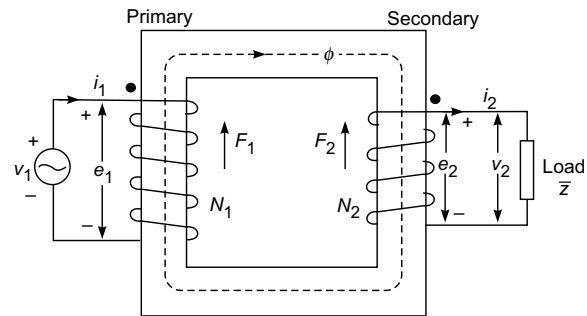 Primary
Secondary
ϕ
i1
i2
+
+
+
v1
−
e1
−
F1
F2
N1
N2
e2
−
v2
Load
z̅